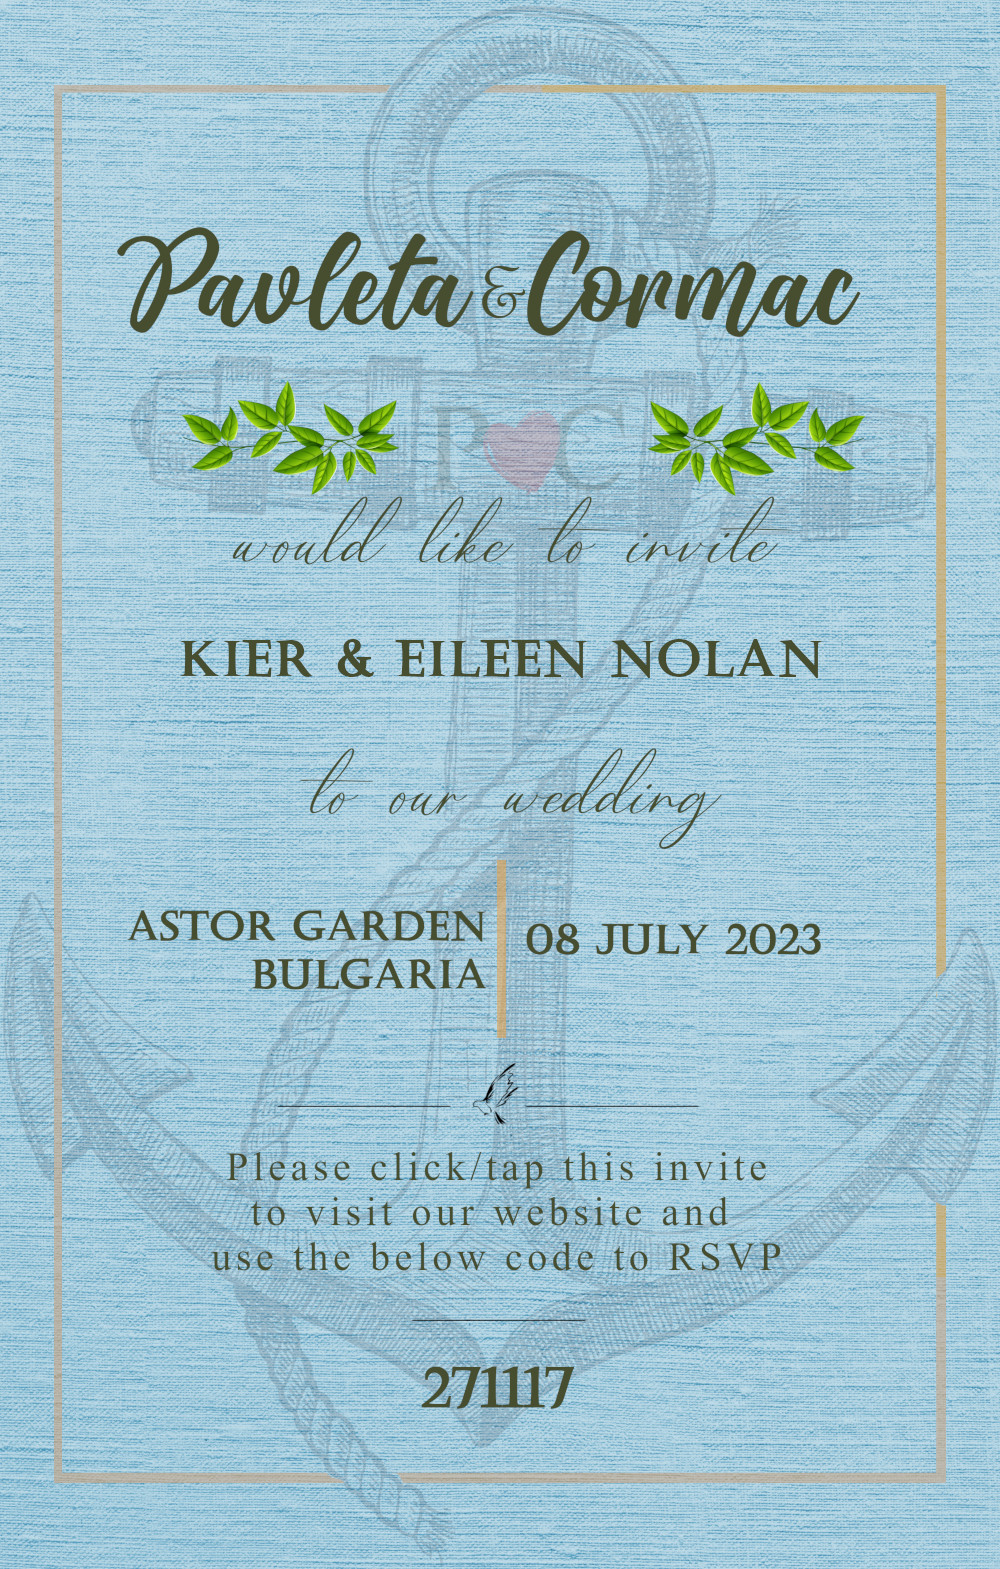 Pavleta & Cormac
P C
would like to invite
KIER & EILEEN NOLAN
to our wedding
ASTOR GARDEN
BULGARIA
08 JULY 2023
Please click/tap this invite
to visit our website and
use the below code to RSVP
271117